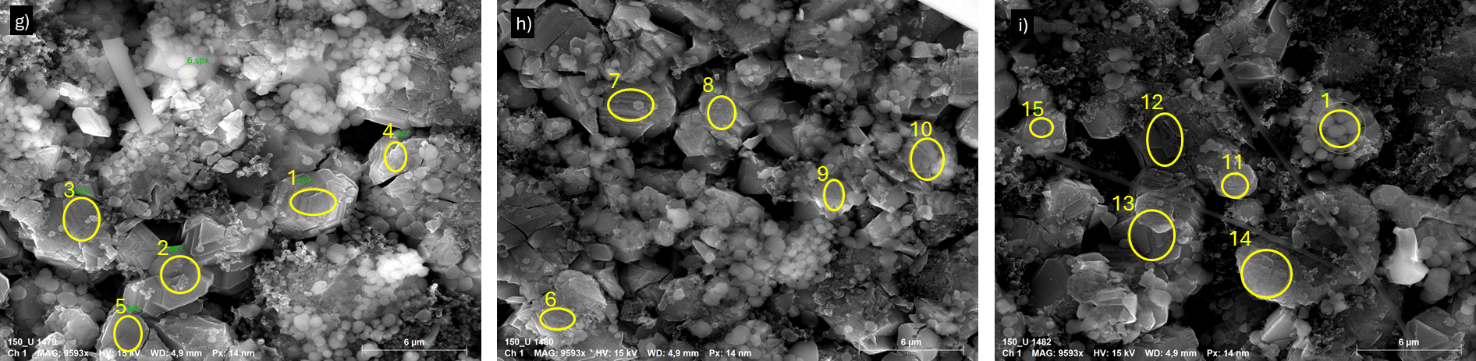 g)
6 spx
4
1
3
2
5
150_U 1479
Ch 1 MAG: 9593x HV: 15 kV WD: 4,9 mm Px: 14 nm
6 µm
h)
7
8
10
9
6
150_U 1480
Ch 1 MAG: 9593x HV: 15 kV WD: 4,9 mm Px: 14 nm
6 µm
i)
15
12
1
11
13
14
150_U 1482
Ch 1 MAG: 9593x HV: 15 kV WD: 4,9 mm Px: 14 nm
6 µm